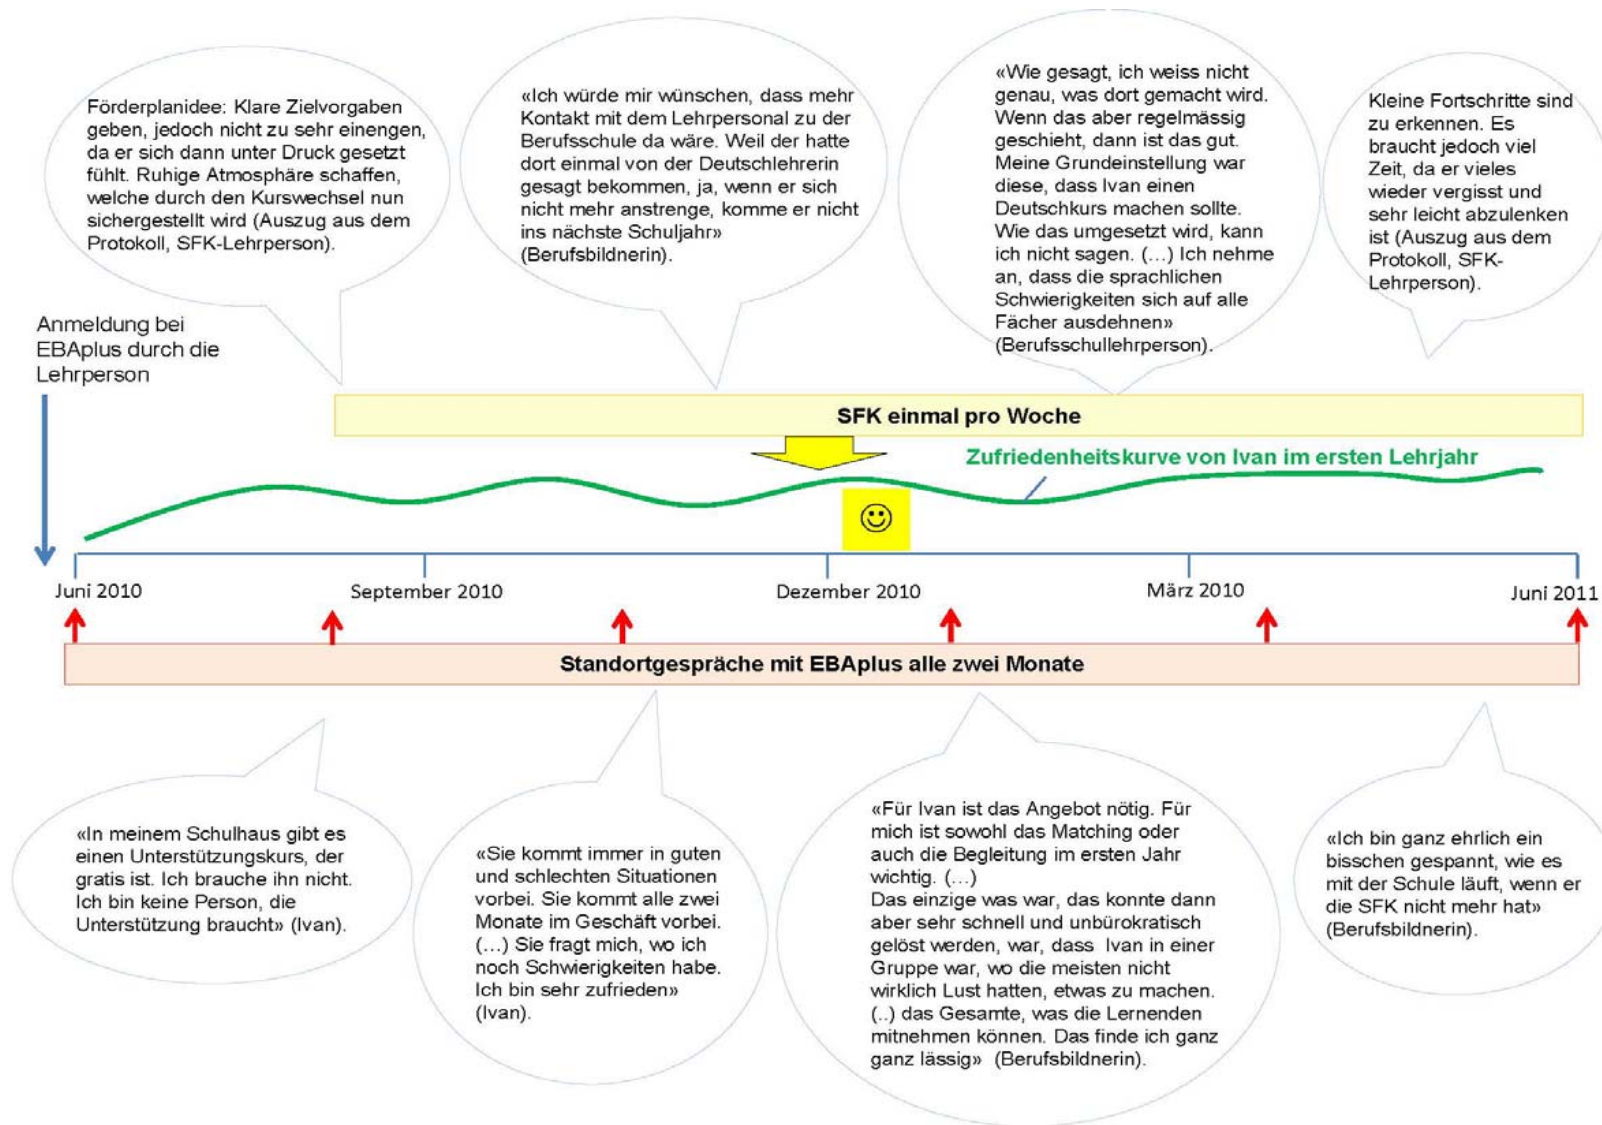 Förderplanidee: Klare Zielvorgaben
geben, jedoch nicht zu sehr einengen,
da er sich dann unter Druck gesetzt
fühlt. Ruhige Atmosphäre schaffen,
welche durch den Kurswechsel nun
sichergestellt wird (Auszug aus dem
Protokoll, SFK-Lehrperson).
«Ich würde mir wünschen, dass mehr
Kontakt mit dem Lehrpersonal zu der
Berufsschule da wäre. Weil der hatte
dort einmal von der Deutschlehrerin
gesagt bekommen, ja, wenn er sich
nicht mehr anstrenge, komme er nicht
ins nächste Schuljahr»
(Berufsbildnerin).
«Wie gesagt, ich weiss nicht
genau, was dort gemacht wird.
Wenn das aber regelmässig
geschieht, dann ist das gut.
Meine Grundeinstellung war
diese, dass Ivan einen
Deutschkurs machen sollte.
Wie das umgesetzt wird, kann
ich nicht sagen. (…) Ich nehme
an, dass die sprachlichen
Schwierigkeiten sich auf alle
Fächer ausdehnen»
(Berufsschullehrperson).
Kleine Fortschritte sind
zu erkennen. Es
braucht jedoch viel
Zeit, da er vieles
wieder vergisst und
sehr leicht abzulenken
ist (Auszug aus dem
Protokoll, SFK-
Lehrperson).
Anmeldung bei
EBAplus durch die
Lehrperson
SFK einmal pro Woche
Zufriedenheitskurve von Ivan im ersten Lehrjahr
Juni 2010
September 2010
Dezember 2010
März 2010
Juni 2011
Standortgespräche mit EBAplus alle zwei Monate
«In meinem Schulhaus gibt es
einen Unterstützungskurs, der
gratis ist. Ich brauche ihn nicht.
Ich bin keine Person, die
Unterstützung braucht» (Ivan).
«Sie kommt immer in guten
und schlechten Situationen
vorbei. Sie kommt alle zwei
Monate im Geschäft vorbei.
(…) Sie fragt mich, wo ich
noch Schwierigkeiten habe.
Ich bin sehr zufrieden»
(Ivan).
«Für Ivan ist das Angebot nötig. Für
mich ist sowohl das Matching oder
auch die Begleitung im ersten Jahr
wichtig. (…)
Das einzige was war, das konnte dann
aber sehr schnell und unbürokratisch
gelöst werden, war, dass Ivan in einer
Gruppe war, wo die meisten nicht
wirklich Lust hatten, etwas zu machen.
(..) das Gesamte, was die Lernenden
mitnehmen können. Das finde ich ganz
ganz lässig» (Berufsbildnerin).
«Ich bin ganz ehrlich ein
bisschen gespannt, wie es
mit der Schule läuft, wenn er
die SFK nicht mehr hat»
(Berufsbildnerin).